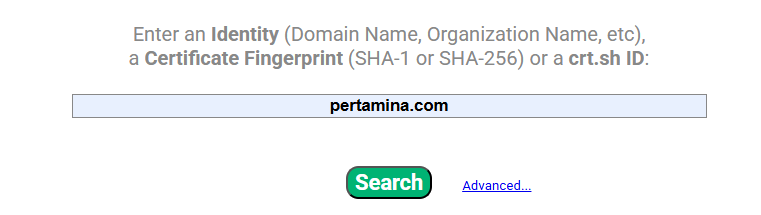 Enter an Identity (Domain Name, Organization Name, etc),
a Certificate Fingerprint (SHA-1 or SHA-256) or a crt.sh ID:
pertamina.com
Search Advanced...